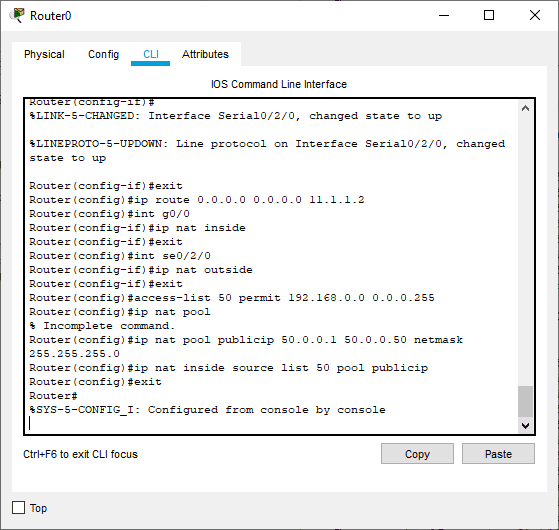 Router0
Physical Config CLI Attributes
IOS Command Line Interface
Router(config-if)#
%LINK-5-CHANGED: Interface Serial0/2/0, changed state to up
%LINEPROTO-5-UPDOWN: Line protocol on Interface Serial0/2/0, changed
state to up
Router(config-if)#exit
Router(config)#ip route 0.0.0.0 0.0.0.0 11.1.1.2
Router(config)#int g0/0
Router(config-if)#ip nat inside
Router(config-if)#exit
Router(config)#int se0/2/0
Router(config-if)#ip nat outside
Router(config-if)#exit
Router(config)#access-list 50 permit 192.168.0.0 0.0.0.255
Router(config)#ip nat pool
% Incomplete command.
Router(config)#ip nat pool publicip 50.0.0.1 50.0.0.50 netmask
255.255.255.0
Router(config)#ip nat inside source list 50 pool publicip
Router(config)#exit
Router#
%SYS-5-CONFIG_I: Configured from console by console
Ctrl+F6 to exit CLI focus
Copy Paste
Top